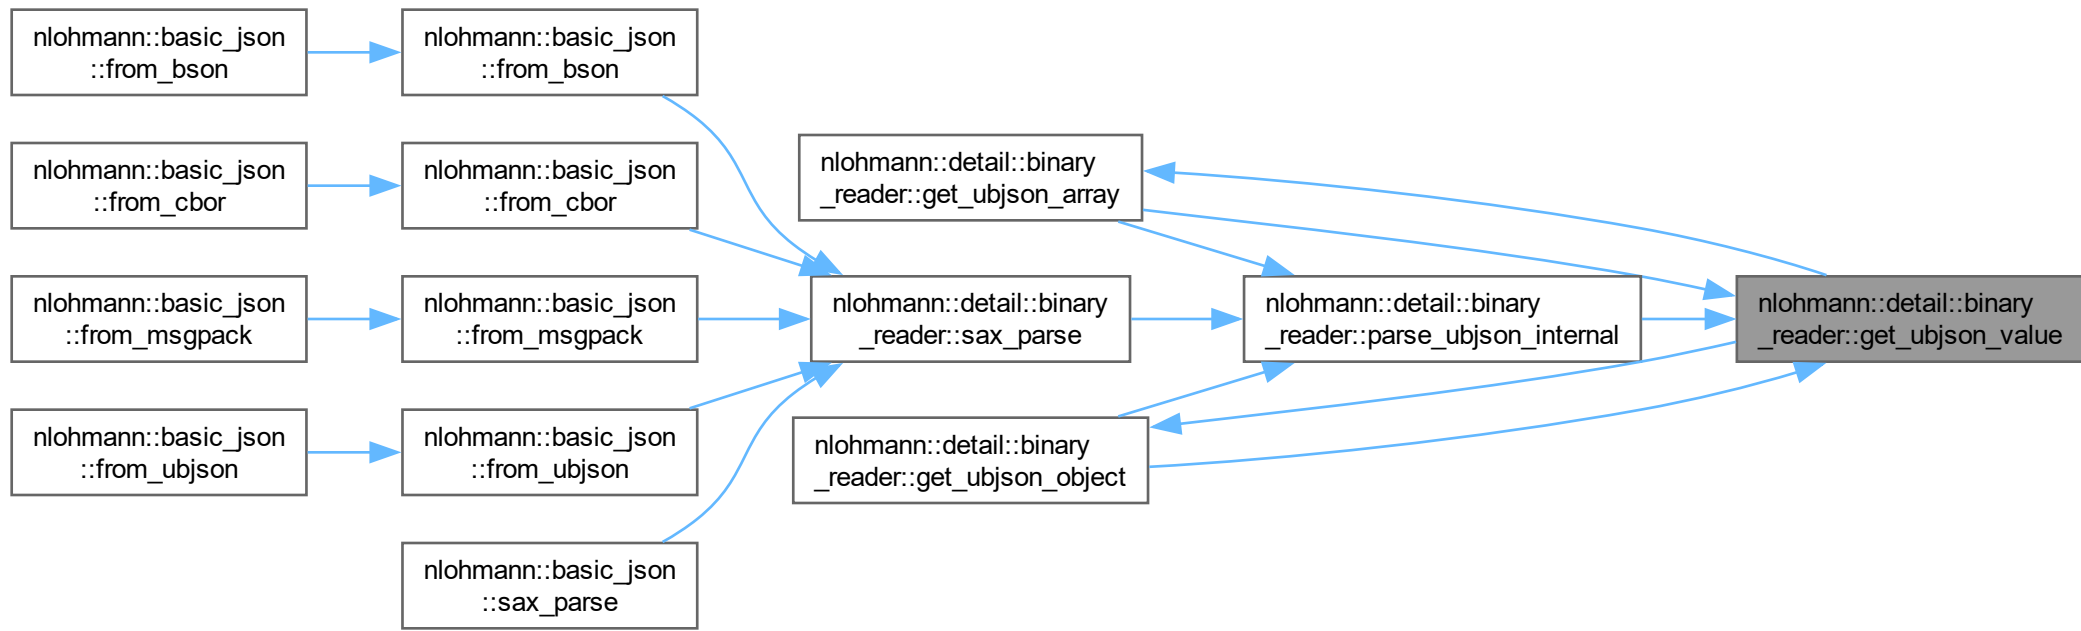 nlohmann::basic_json
::from_bson
nlohmann::basic_json
::from_bson
nlohmann::basic_json
::from_cbor
nlohmann::basic_json
::from_cbor
nlohmann::basic_json
::from_msgpack
nlohmann::basic_json
::from_msgpack
nlohmann::basic_json
::from_ubjson
nlohmann::basic_json
::from_ubjson
nlohmann::basic_json
::sax_parse
nlohmann::detail::binary
_reader::get_ubjson_array
nlohmann::detail::binary
_reader::sax_parse
nlohmann::detail::binary
_reader::get_ubjson_object
nlohmann::detail::binary
_reader::parse_ubjson_internal
nlohmann::detail::binary
_reader::get_ubjson_value